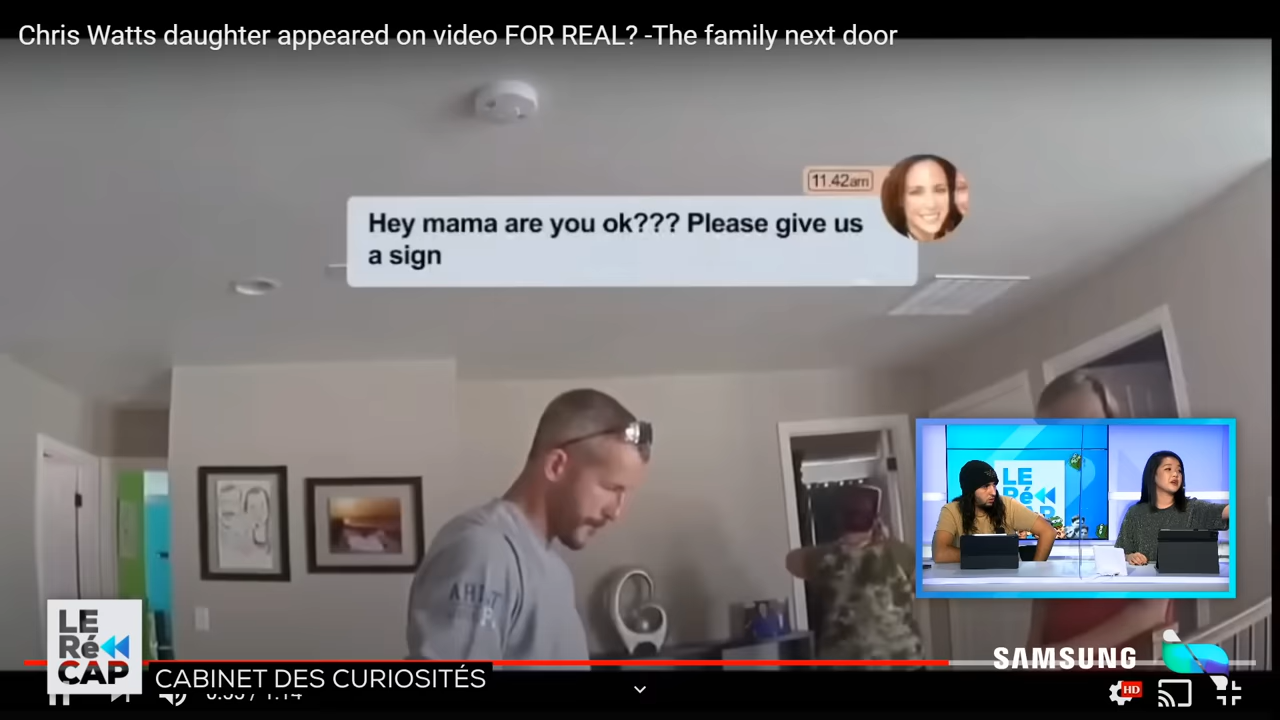 Chris Watts daughter appeared on video FOR REAL? -The family next door
11.42am
Hey mama are you ok??? Please give us
a sign
LE
Ré
CAP
LE
Ré
CAP
SAMSUNG
CABINET DES CURIOSITÉS
HD